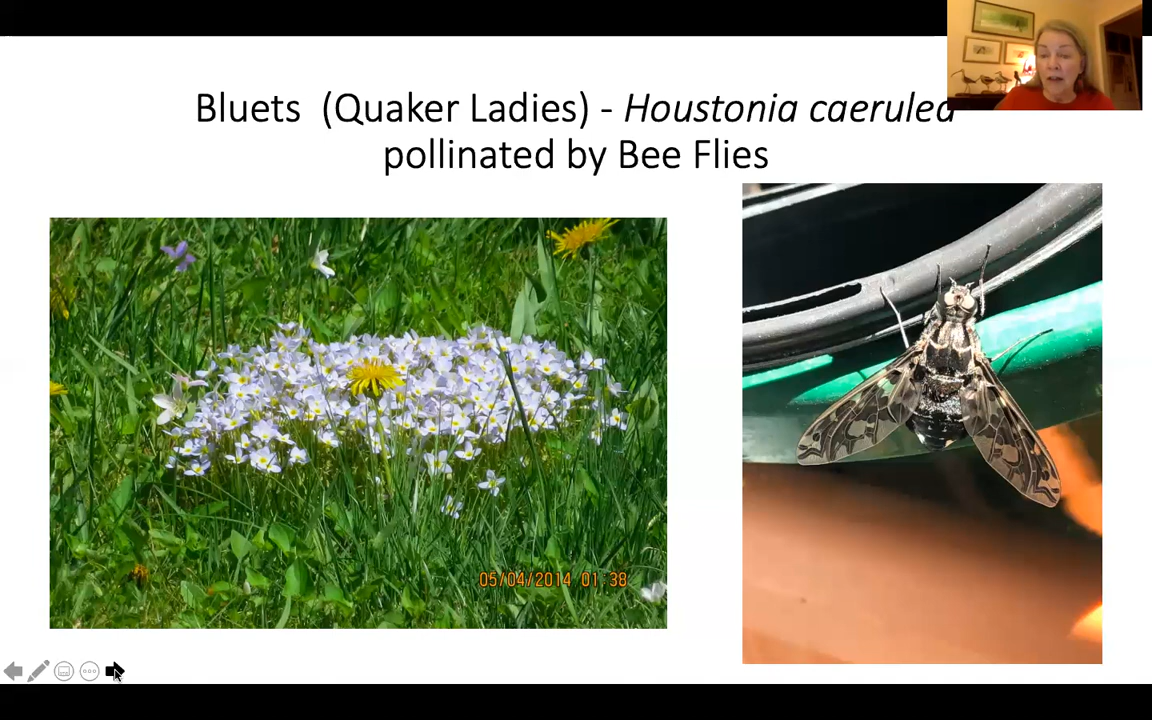 Bluets (Quaker Ladies) - Houstonia caerulea
pollinated by Bee Flies
05/04/2014 01:38